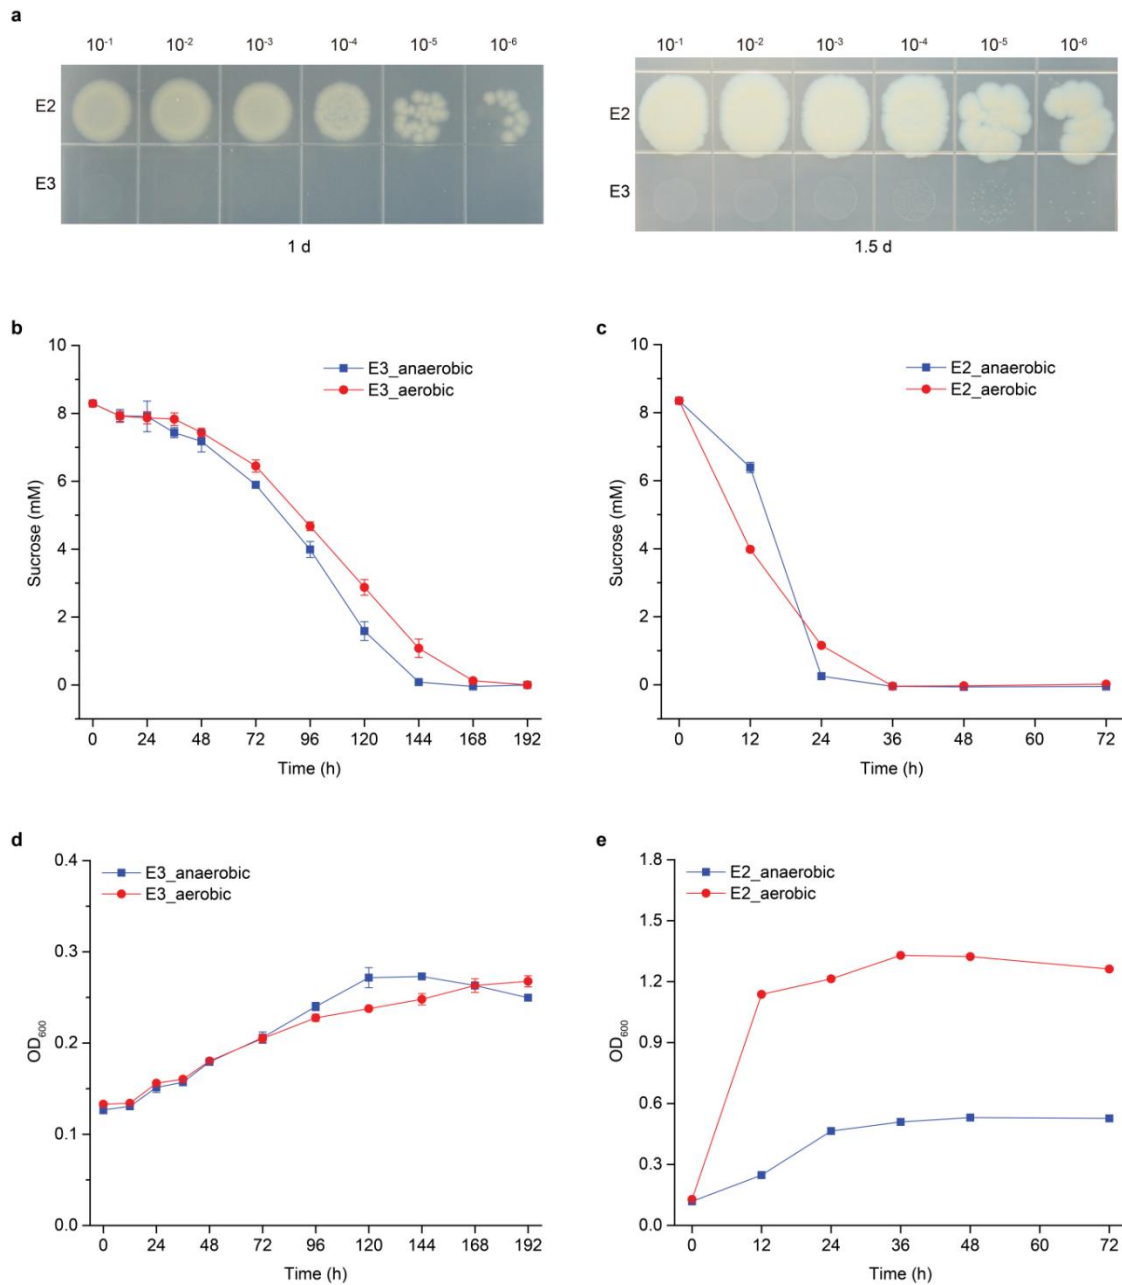 a
10⁻¹ 10⁻² 10⁻³ 10⁻⁴ 10⁻⁵ 10⁻⁶
10⁻¹ 10⁻² 10⁻³ 10⁻⁴ 10⁻⁵ 10⁻⁶
E2
E3
E2
E3
1 d
1.5 d
b
E3_anaerobic
E3_aerobic
Sucrose (mM)
10
8
6
4
2
0
0 24 48 72 96 120 144 168 192
Time (h)
c
E2_anaerobic
E2_aerobic
Sucrose (mM)
10
8
6
4
2
0
0 12 24 36 48 60 72
Time (h)
d
E3_anaerobic
E3_aerobic
OD₆₀₀
0.4
0.3
0.2
0.1
0.0
0 24 48 72 96 120 144 168 192
Time (h)
e
E2_anaerobic
E2_aerobic
OD₆₀₀
1.8
1.5
1.2
0.9
0.6
0.3
0.0
0 12 24 36 48 60 72
Time (h)